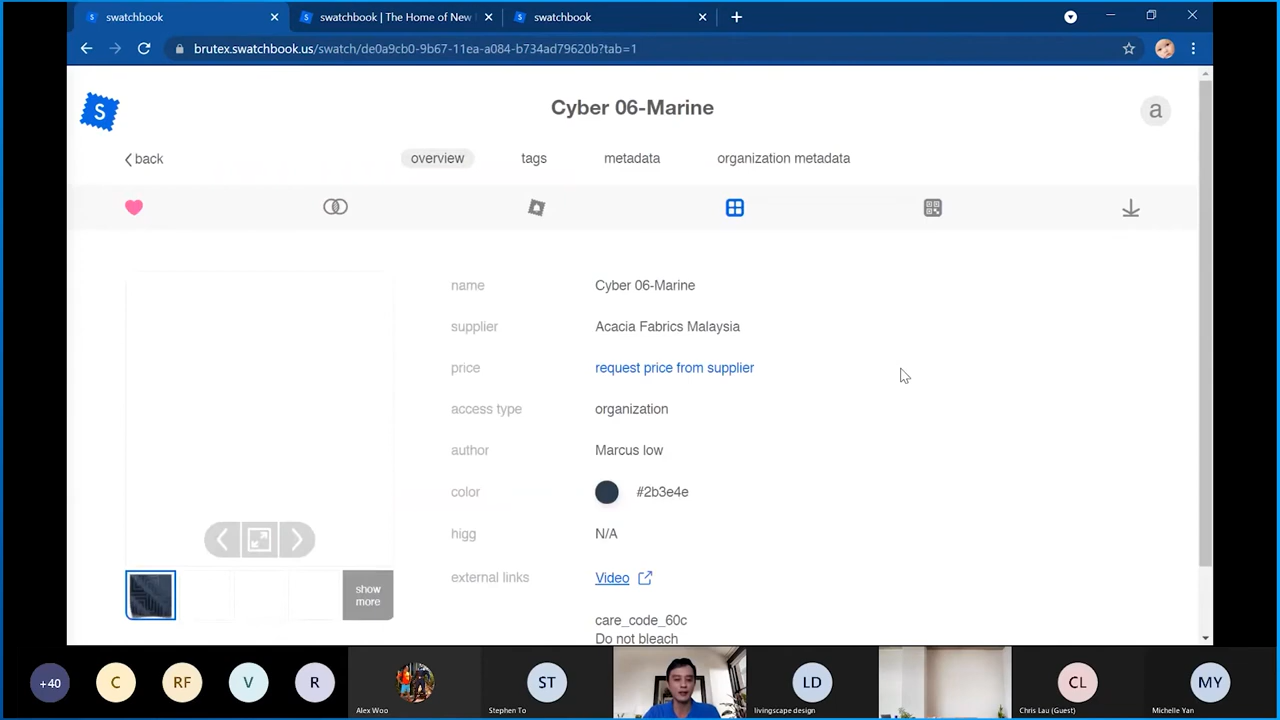 swatchbook
swatchbook | The Home of New
swatchbook
brutex.swatchbook.us/swatch/de0a9cb0-9b67-11ea-a084-b734ad79620b?tab=1
S
Cyber 06-Marine
a
back
overview
tags
metadata
organization metadata
name
Cyber 06-Marine
supplier
Acacia Fabrics Malaysia
price
request price from supplier
access type
organization
author
Marcus low
color
#2b3e4e
higg
N/A
external links
Video
show
more
care_code_60c
Do not bleach
+40
C
RF
V
R
Alex Woo
ST
Stephen To
LD
livingscape design
CL
Chris Lau (Guest)
MY
Michelle Yan